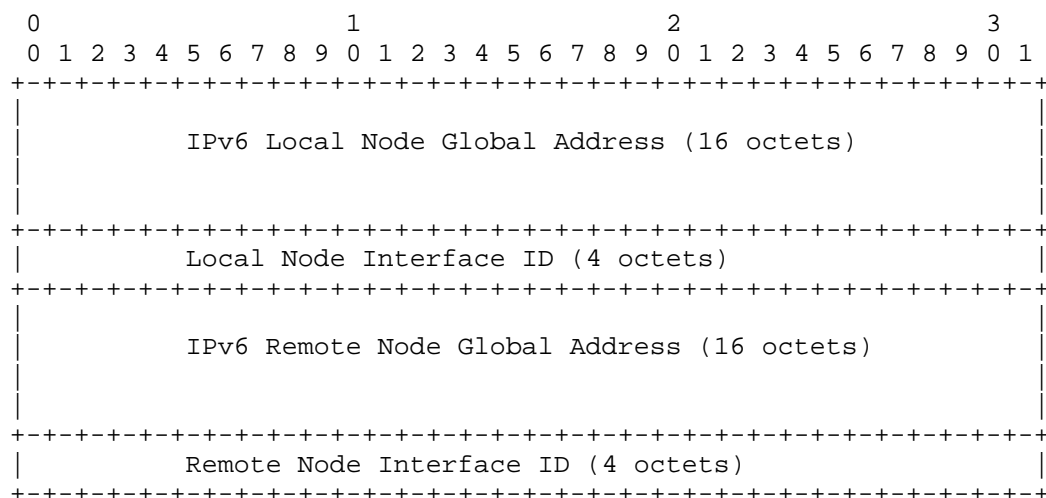 0                   1                   2                   3
0 1 2 3 4 5 6 7 8 9 0 1 2 3 4 5 6 7 8 9 0 1 2 3 4 5 6 7 8 9 0 1
+-+-+-+-+-+-+-+-+-+-+-+-+-+-+-+-+-+-+-+-+-+-+-+-+-+-+-+-+-+-+-+-+
|                                                               |
|          IPv6 Local Node Global Address (16 octets)           |
|                                                               |
|                                                               |
+-+-+-+-+-+-+-+-+-+-+-+-+-+-+-+-+-+-+-+-+-+-+-+-+-+-+-+-+-+-+-+-+
|          Local Node Interface ID (4 octets)                   |
+-+-+-+-+-+-+-+-+-+-+-+-+-+-+-+-+-+-+-+-+-+-+-+-+-+-+-+-+-+-+-+-+
|                                                               |
|          IPv6 Remote Node Global Address (16 octets)          |
|                                                               |
|                                                               |
+-+-+-+-+-+-+-+-+-+-+-+-+-+-+-+-+-+-+-+-+-+-+-+-+-+-+-+-+-+-+-+-+
|          Remote Node Interface ID (4 octets)                  |
+-+-+-+-+-+-+-+-+-+-+-+-+-+-+-+-+-+-+-+-+-+-+-+-+-+-+-+-+-+-+-+-+